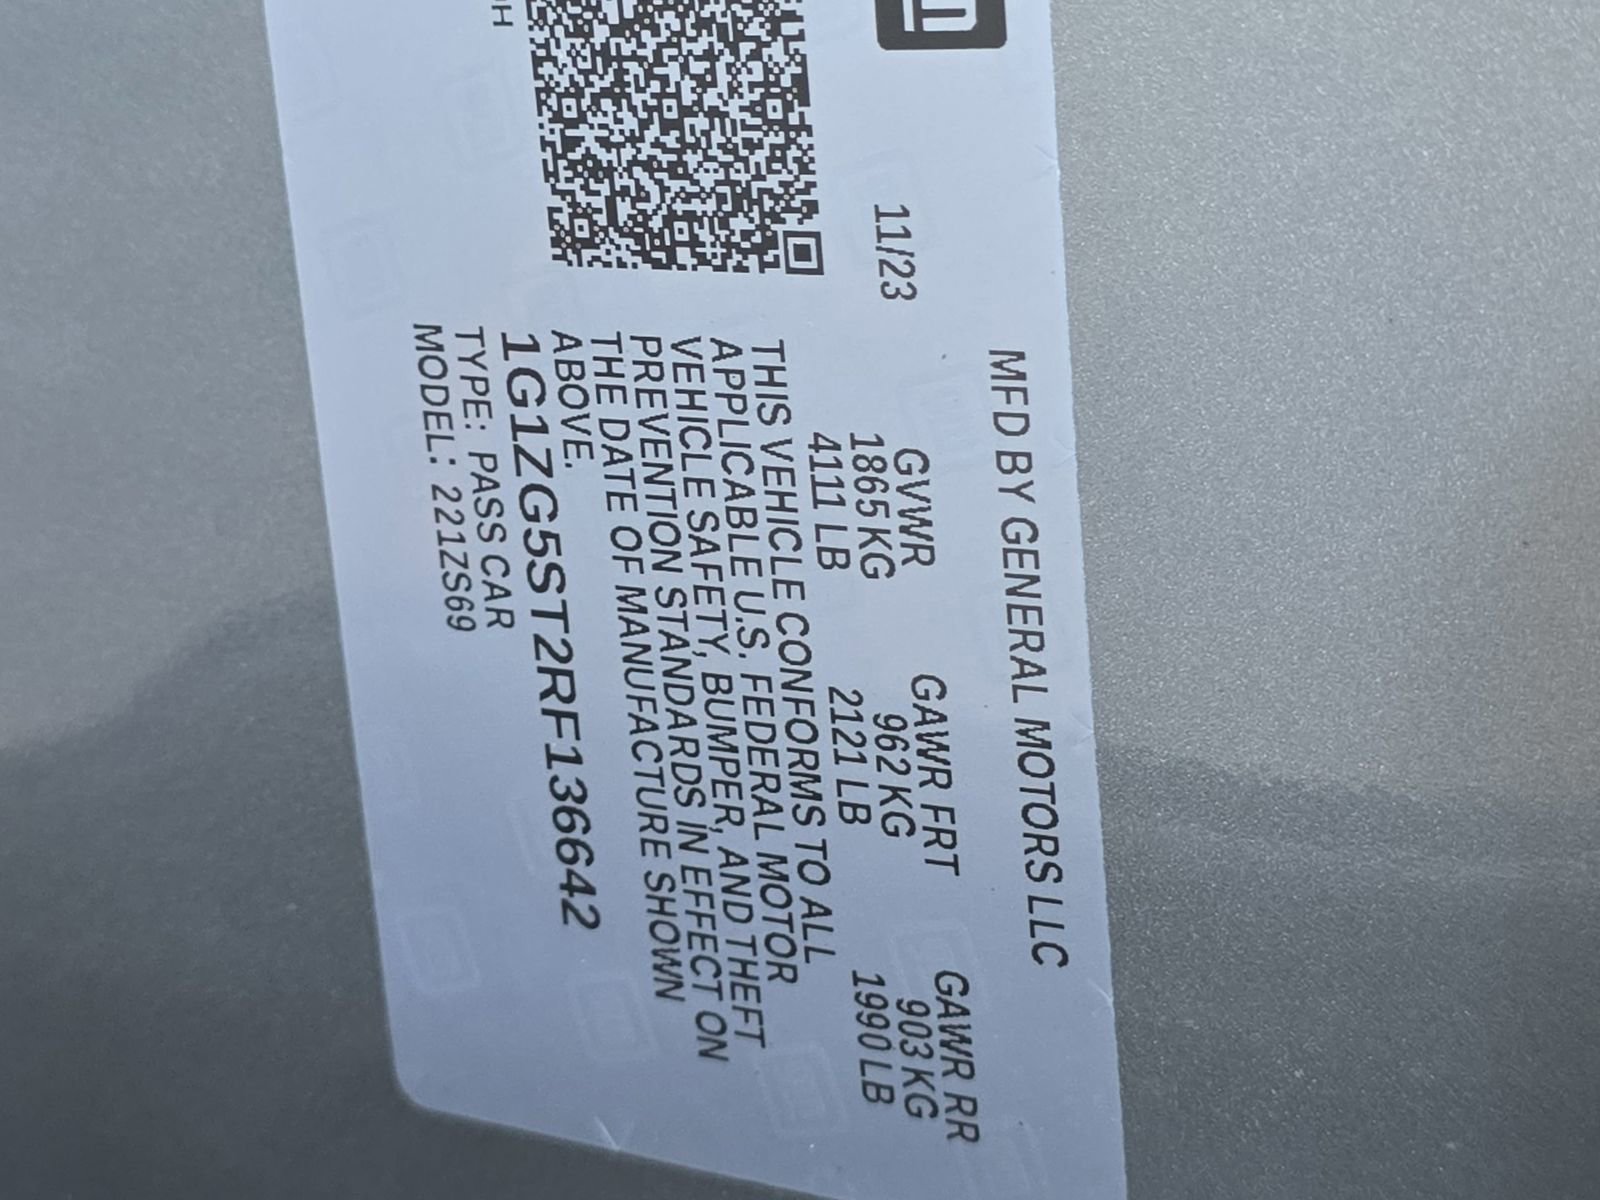 MFD BY GENERAL MOTORS LLC
11/23
GVWR GAWR FRT GAWR RR
1865 KG 962 KG 903 KG
4111 LB 2121 LB 1990 LB
THIS VEHICLE CONFORMS TO ALL
APPLICABLE U.S. FEDERAL MOTOR
VEHICLE SAFETY, BUMPER, AND THEFT
PREVENTION STANDARDS IN EFFECT ON
THE DATE OF MANUFACTURE SHOWN
ABOVE.
1G1ZG5ST2RF136642
TYPE: PASS CAR
MODEL: 221ZS69